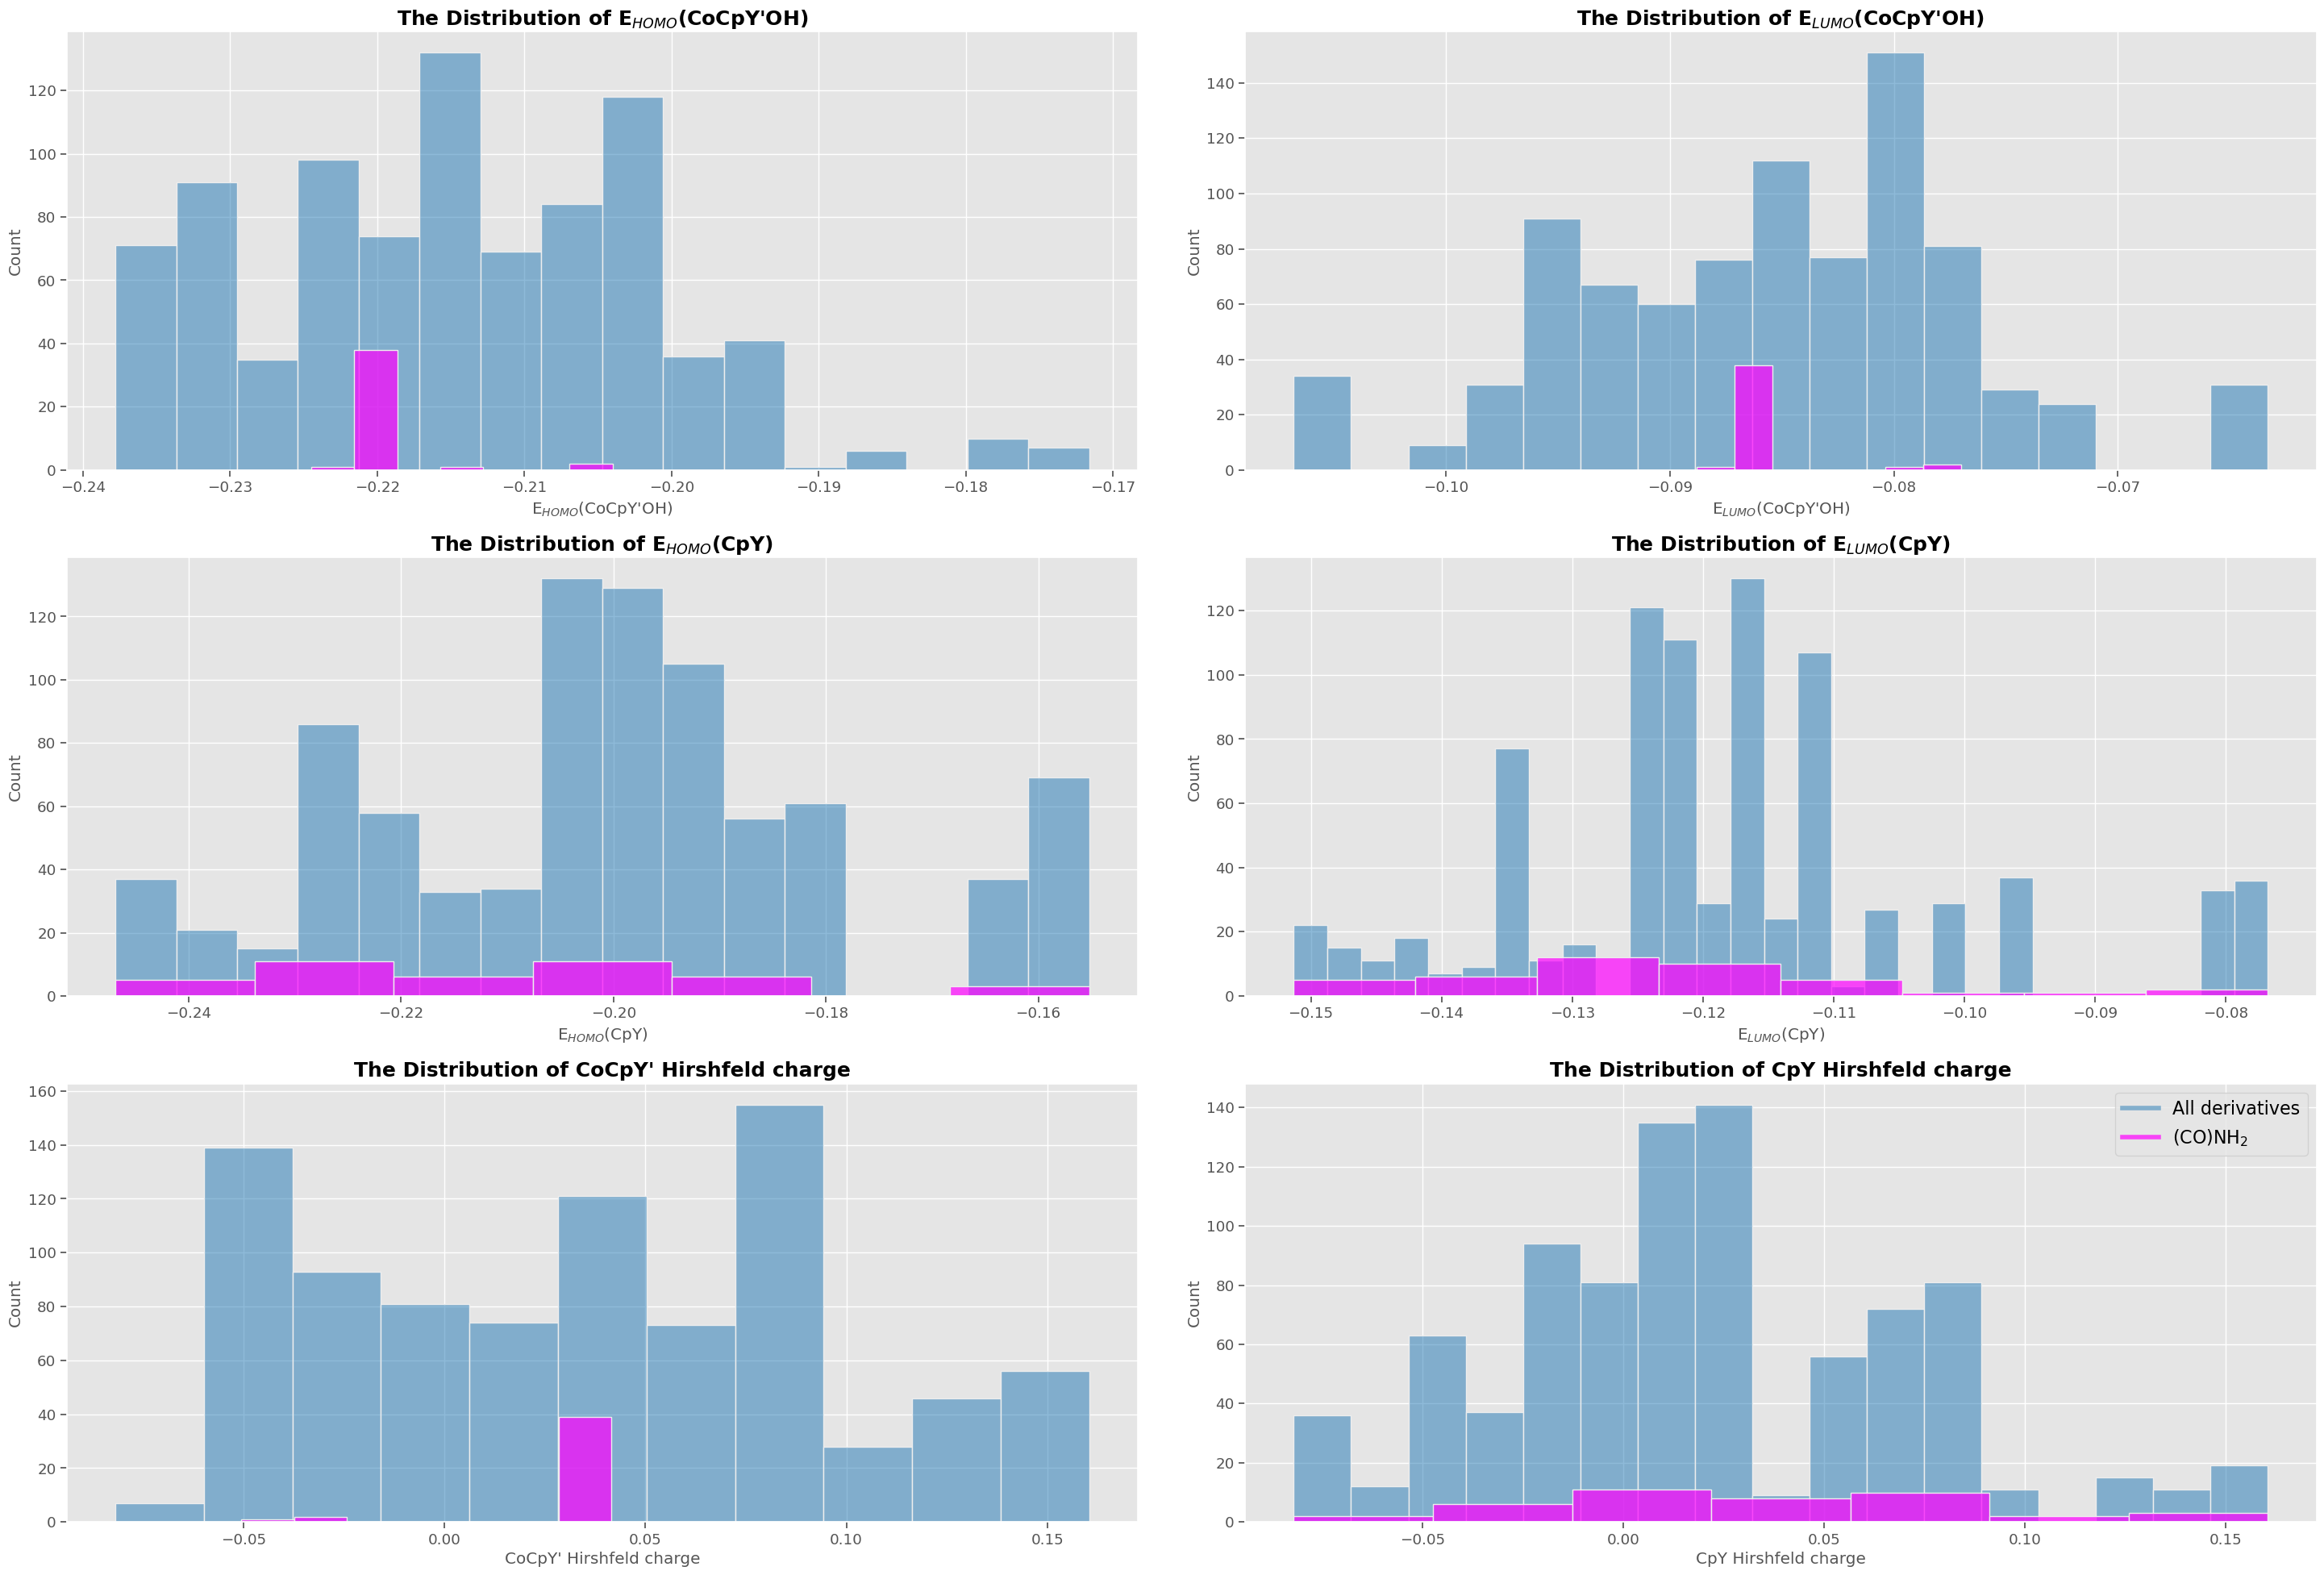 The Distribution of E_HOMO(CoCpY'OH)
Count
120
100
80
60
40
20
0
−0.24 −0.23 −0.22 −0.21 −0.20 −0.19 −0.18 −0.17
E_HOMO(CoCpY'OH)
The Distribution of E_LUMO(CoCpY'OH)
Count
140
120
100
80
60
40
20
0
−0.10 −0.09 −0.08 −0.07
E_LUMO(CoCpY'OH)
The Distribution of E_HOMO(CpY)
Count
120
100
80
60
40
20
0
−0.24 −0.22 −0.20 −0.18 −0.16
E_HOMO(CpY)
The Distribution of E_LUMO(CpY)
Count
120
100
80
60
40
20
0
−0.15 −0.14 −0.13 −0.12 −0.11 −0.10 −0.09 −0.08
E_LUMO(CpY)
The Distribution of CoCpY' Hirshfeld charge
Count
160
140
120
100
80
60
40
20
0
−0.05 0.00 0.05 0.10 0.15
CoCpY' Hirshfeld charge
The Distribution of CpY Hirshfeld charge
Count
140
120
100
80
60
40
20
0
All derivatives
(CO)NH₂
−0.05 0.00 0.05 0.10 0.15
CpY Hirshfeld charge